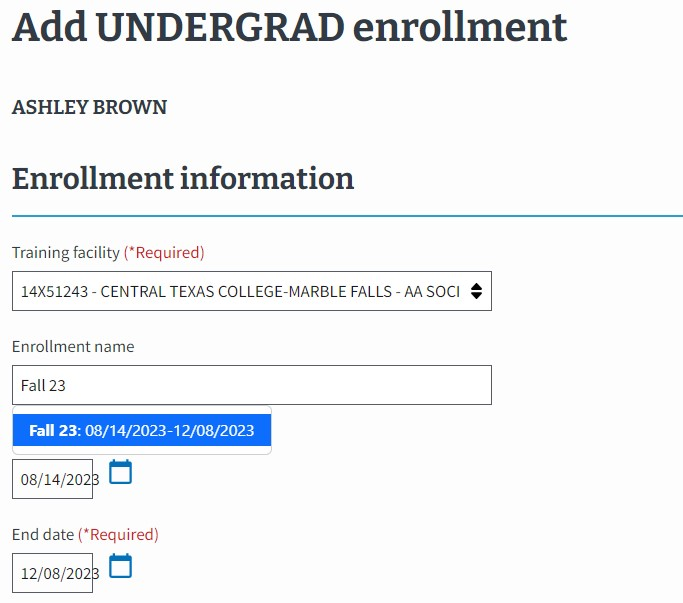 Add UNDERGRAD enrollment
ASHLEY BROWN
Enrollment information
Training facility (*Required)
14X51243 - CENTRAL TEXAS COLLEGE-MARBLE FALLS - AA SOCI
Enrollment name
Fall 23
Fall 23: 08/14/2023-12/08/2023
08/14/2023
End date (*Required)
12/08/2023